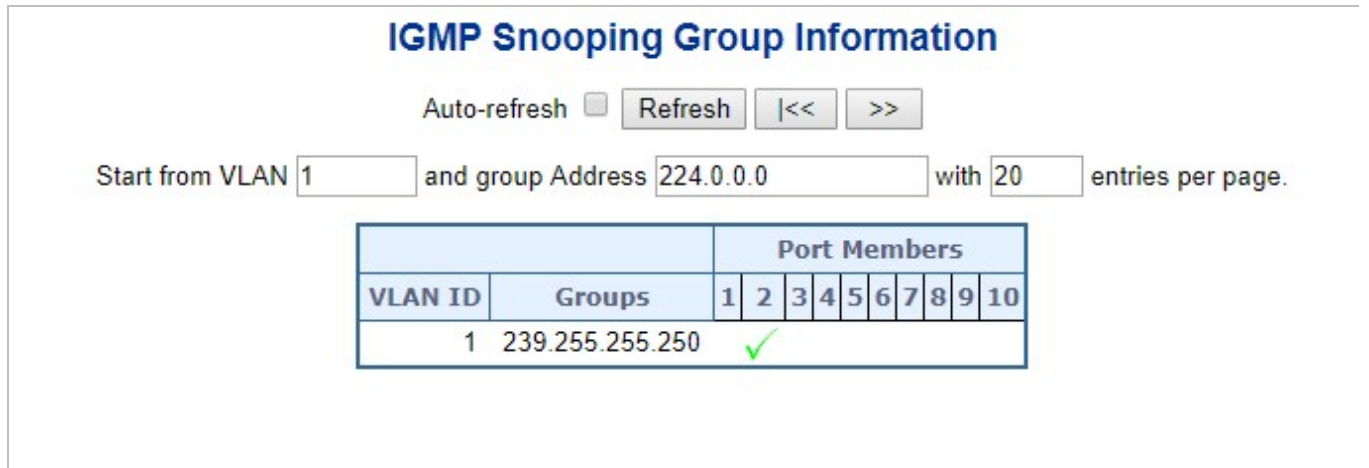 IGMP Snooping Group Information
Auto-refresh Refresh |<< >>
Start from VLAN 1 and group Address 224.0.0.0 with 20 entries per page.
Port Members
VLAN ID Groups 1 2 3 4 5 6 7 8 9 10
1 239.255.255.250 ✓